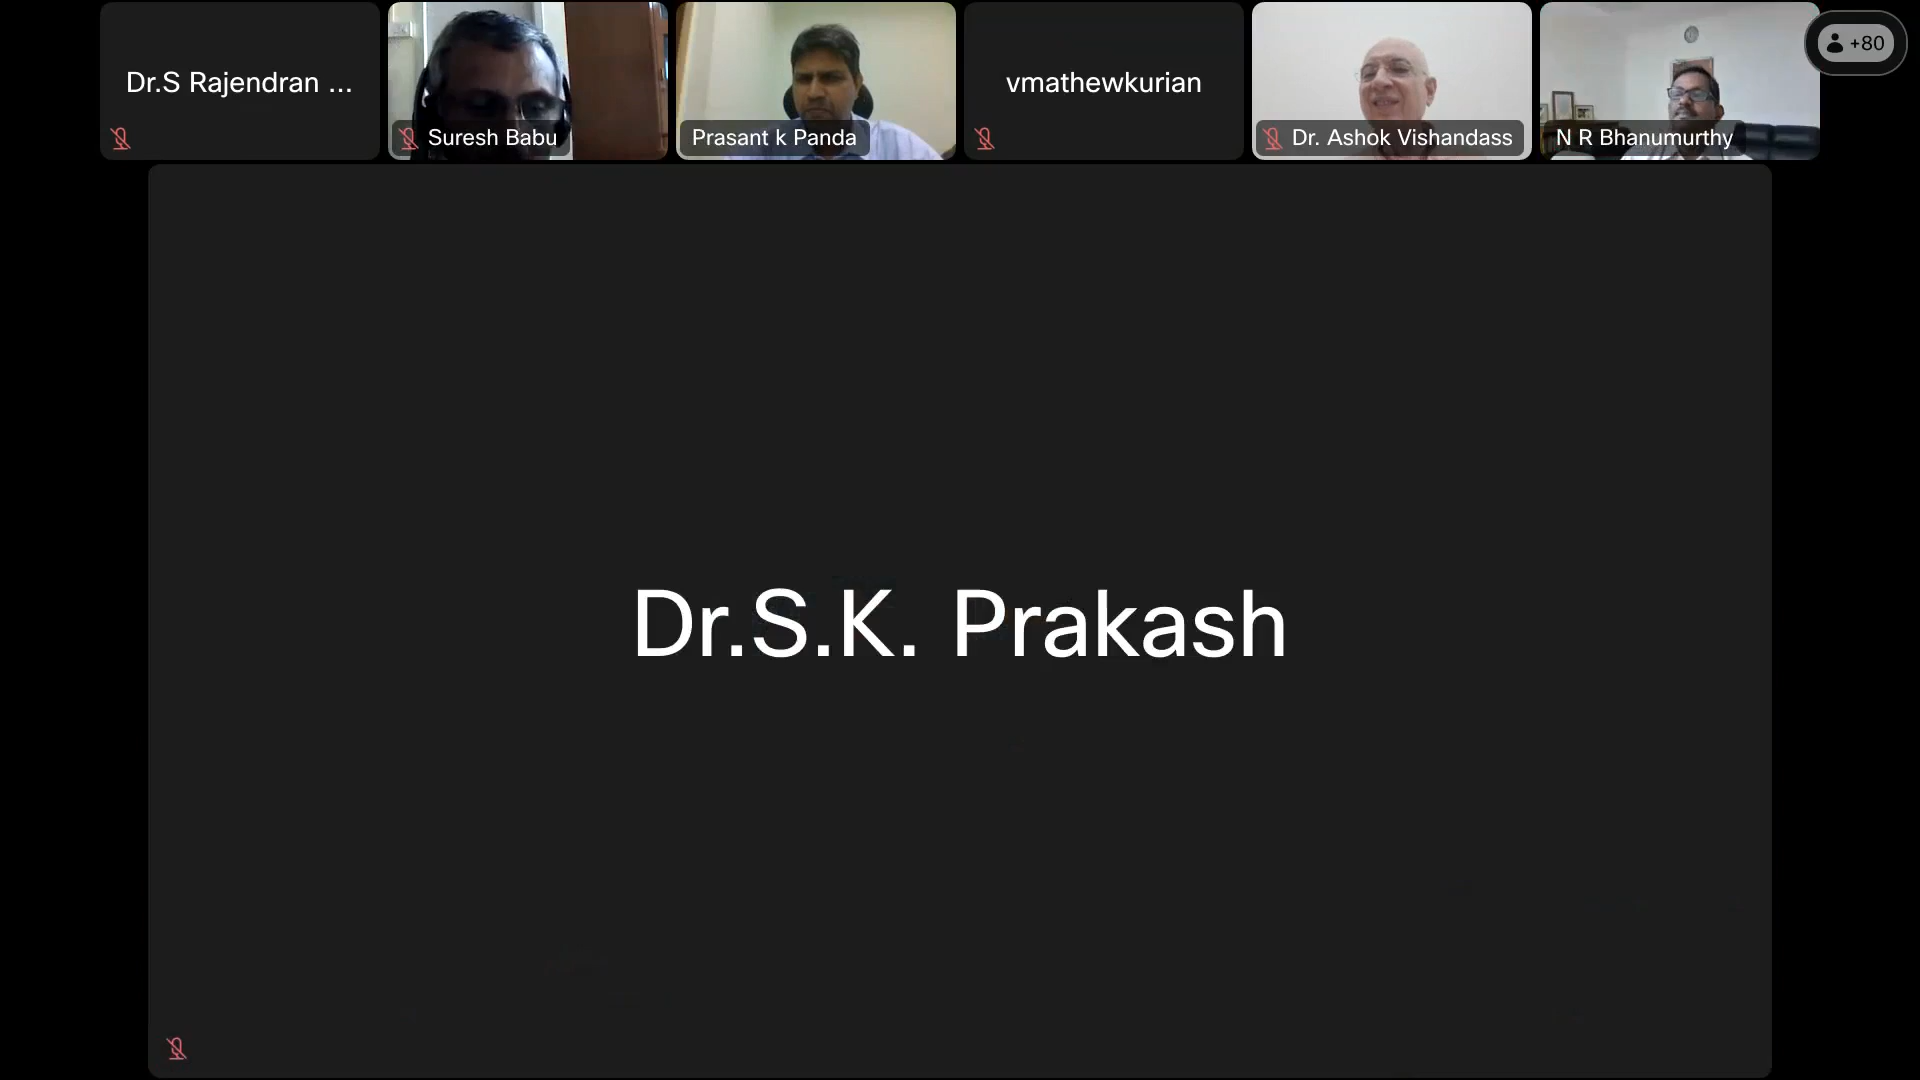 Dr.S Rajendran ...
Suresh Babu
Prasant k Panda
vmathewkurian
Dr. Ashok Vishandass
N R Bhanumurthy
+80
Dr.S.K. Prakash